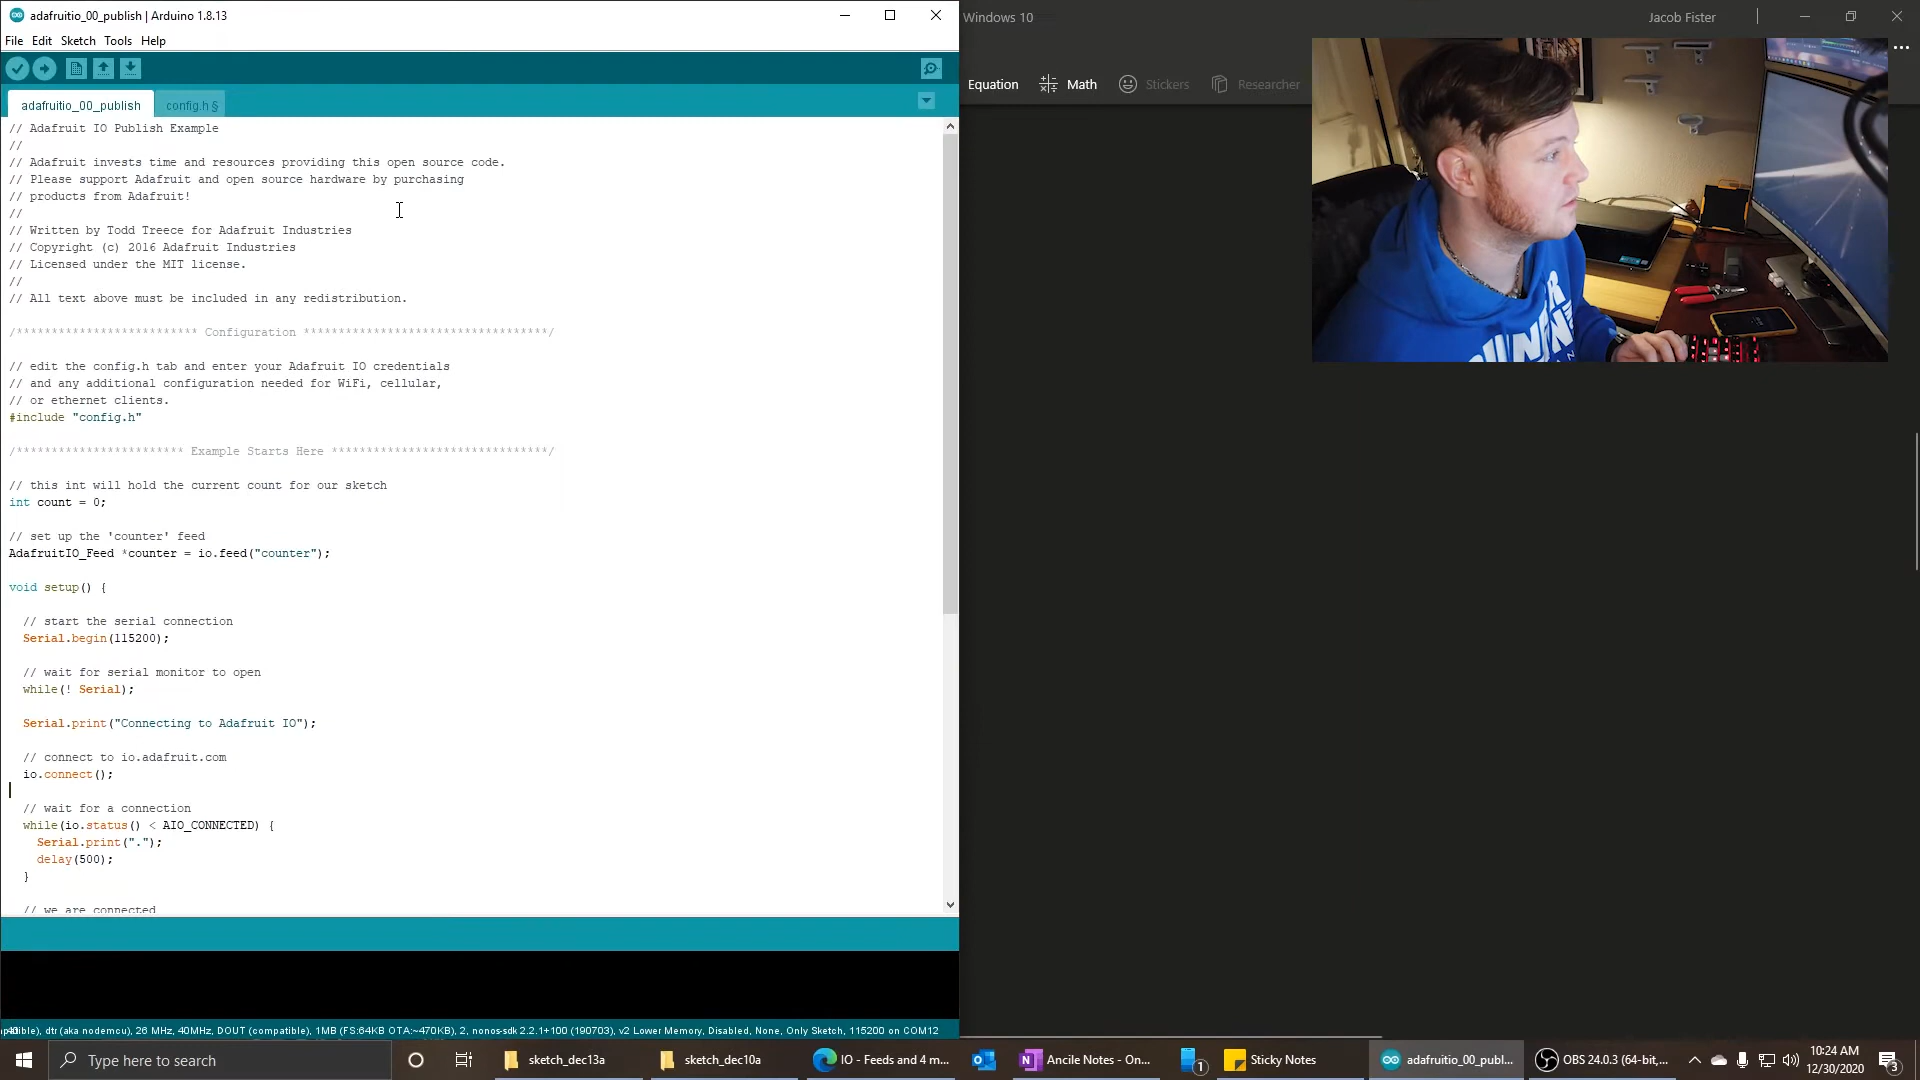 adafruitio_00_publish | Arduino 1.8.13
File Edit Sketch Tools Help
adafruitio_00_publish
config.h §
// Adafruit IO Publish Example
//
// Adafruit invests time and resources providing this open source code.
// Please support Adafruit and open source hardware by purchasing
// products from Adafruit!
//
// Written by Todd Treece for Adafruit Industries
// Copyright (c) 2016 Adafruit Industries
// Licensed under the MIT license.
//
// All text above must be included in any redistribution.
/************************** Configuration ***********************************/
// edit the config.h tab and enter your Adafruit IO credentials
// and any additional configuration needed for WiFi, cellular,
// or ethernet clients.
#include "config.h"
/************************ Example Starts Here *******************************/
// this int will hold the current count for our sketch
int count = 0;
// set up the 'counter' feed
AdafruitIO_Feed *counter = io.feed("counter");
void setup() {
// start the serial connection
Serial.begin(115200);
// wait for serial monitor to open
while(! Serial);
Serial.print("Connecting to Adafruit IO");
// connect to io.adafruit.com
io.connect();
// wait for a connection
while(io.status() < AIO_CONNECTED) {
Serial.print(".");
delay(500);
}
// we are connected
dtr (aka nodemcu), 26 MHz, 40MHz, DOUT (compatible), 1MB (FS:64KB OTA:~470KB), 2, nonos-sdk 2.2.1+100 (190703), v2 Lower Memory, Disabled, None, Only Sketch, 115200 on COM12
Windows 10
Jacob Fister
Equation Math Stickers Researcher
Type here to search
sketch_dec13a
sketch_dec10a
IO - Feeds and 4 m...
Ancile Notes - On...
1
Sticky Notes
adafruitio_00_publ...
OBS 24.0.3 (64-bit,...
10:24 AM
12/30/2020
3